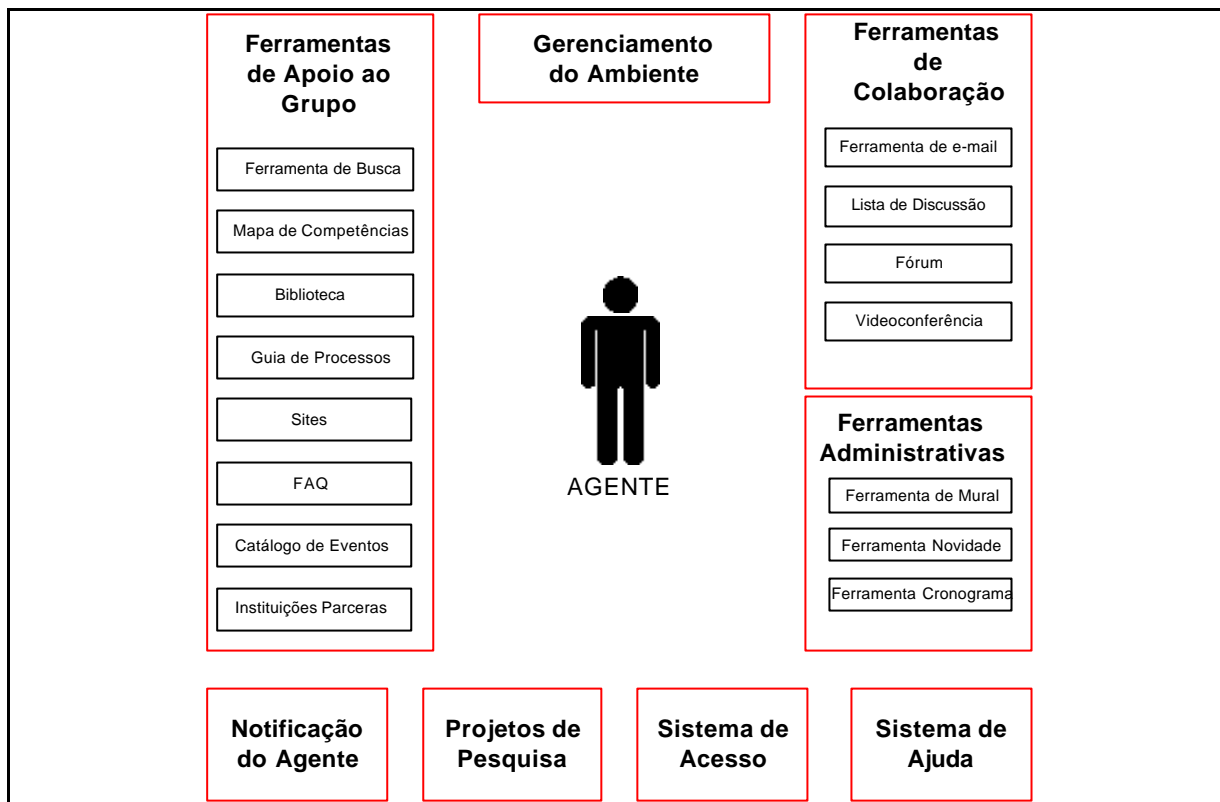 Ferramentas
de Apoio ao
Grupo
Ferramenta de Busca
Mapa de Competências
Biblioteca
Guia de Processos
Sites
FAQ
Catálogo de Eventos
Instituições Parceras
Gerenciamento
do Ambiente
AGENTE
Ferramentas
de
Colaboração
Ferramenta de e-mail
Lista de Discussão
Fórum
Videoconferência
Ferramentas
Administrativas
Ferramenta de Mural
Ferramenta Novidade
Ferramenta Cronograma
Notificação
do Agente
Projetos de
Pesquisa
Sistema de
Acesso
Sistema de
Ajuda